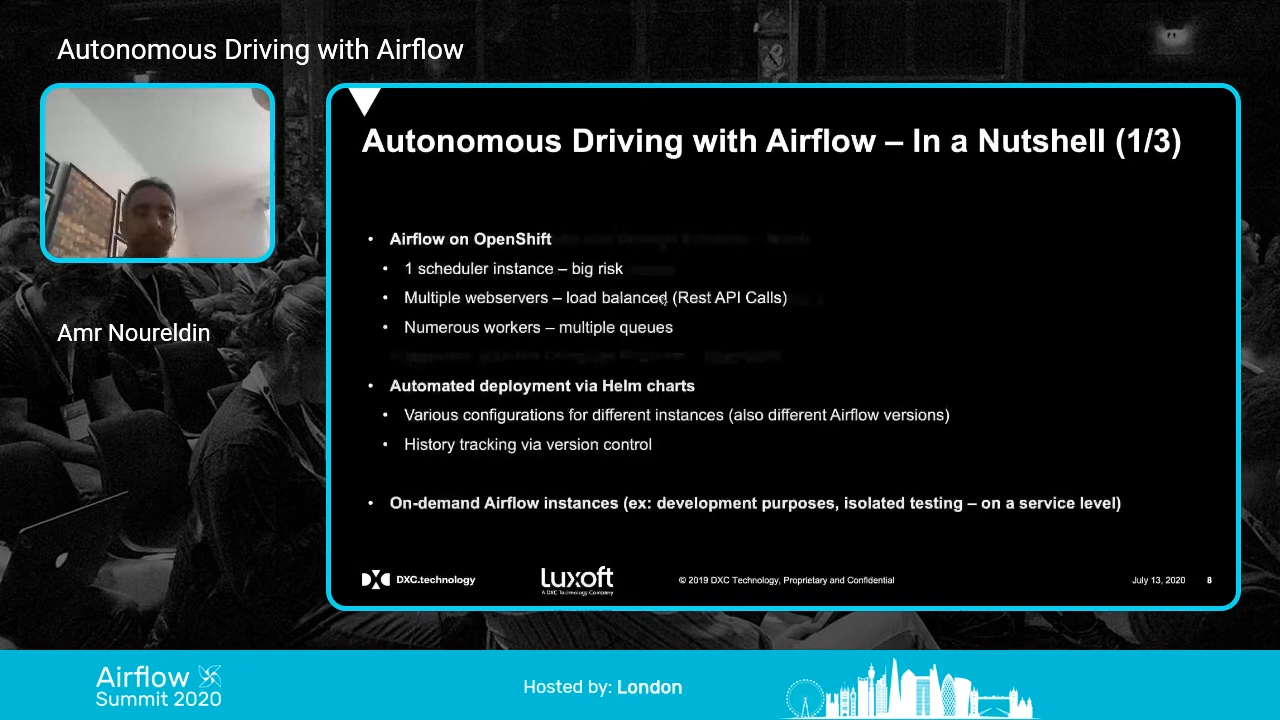 Autonomous Driving with Airflow
Autonomous Driving with Airflow – In a Nutshell (1/3)
• Airflow on OpenShift
• 1 scheduler instance – big risk
• Multiple webservers – load balanced (Rest API Calls)
• Numerous workers – multiple queues
• Automated deployment via Helm charts
• Various configurations for different instances (also different Airflow versions)
• History tracking via version control
• On-demand Airflow instances (ex: development purposes, isolated testing – on a service level)
DXC.technology
Luxoft
A DXC Technology Company
© 2019 DXC Technology, Proprietary and Confidential
July 13, 2020 8
Amr Noureldin
Airflow
Summit 2020
Hosted by: London